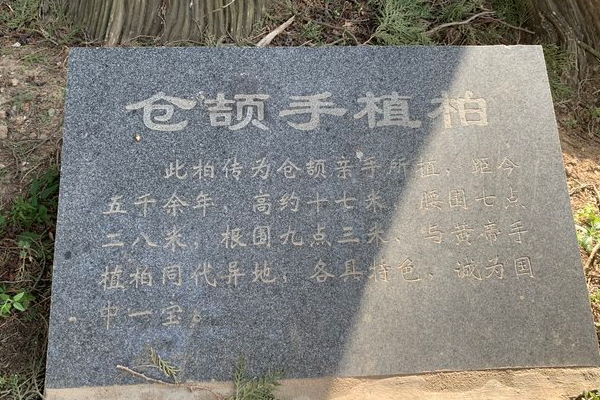 仓颉手植柏
此柏传为仓颉亲手所植，距今
五千余年，高约十七米，腰围七点
二八米，根围九点三米、与黄帝手
植柏同代异地，各具特色，诚为国
中一宝。